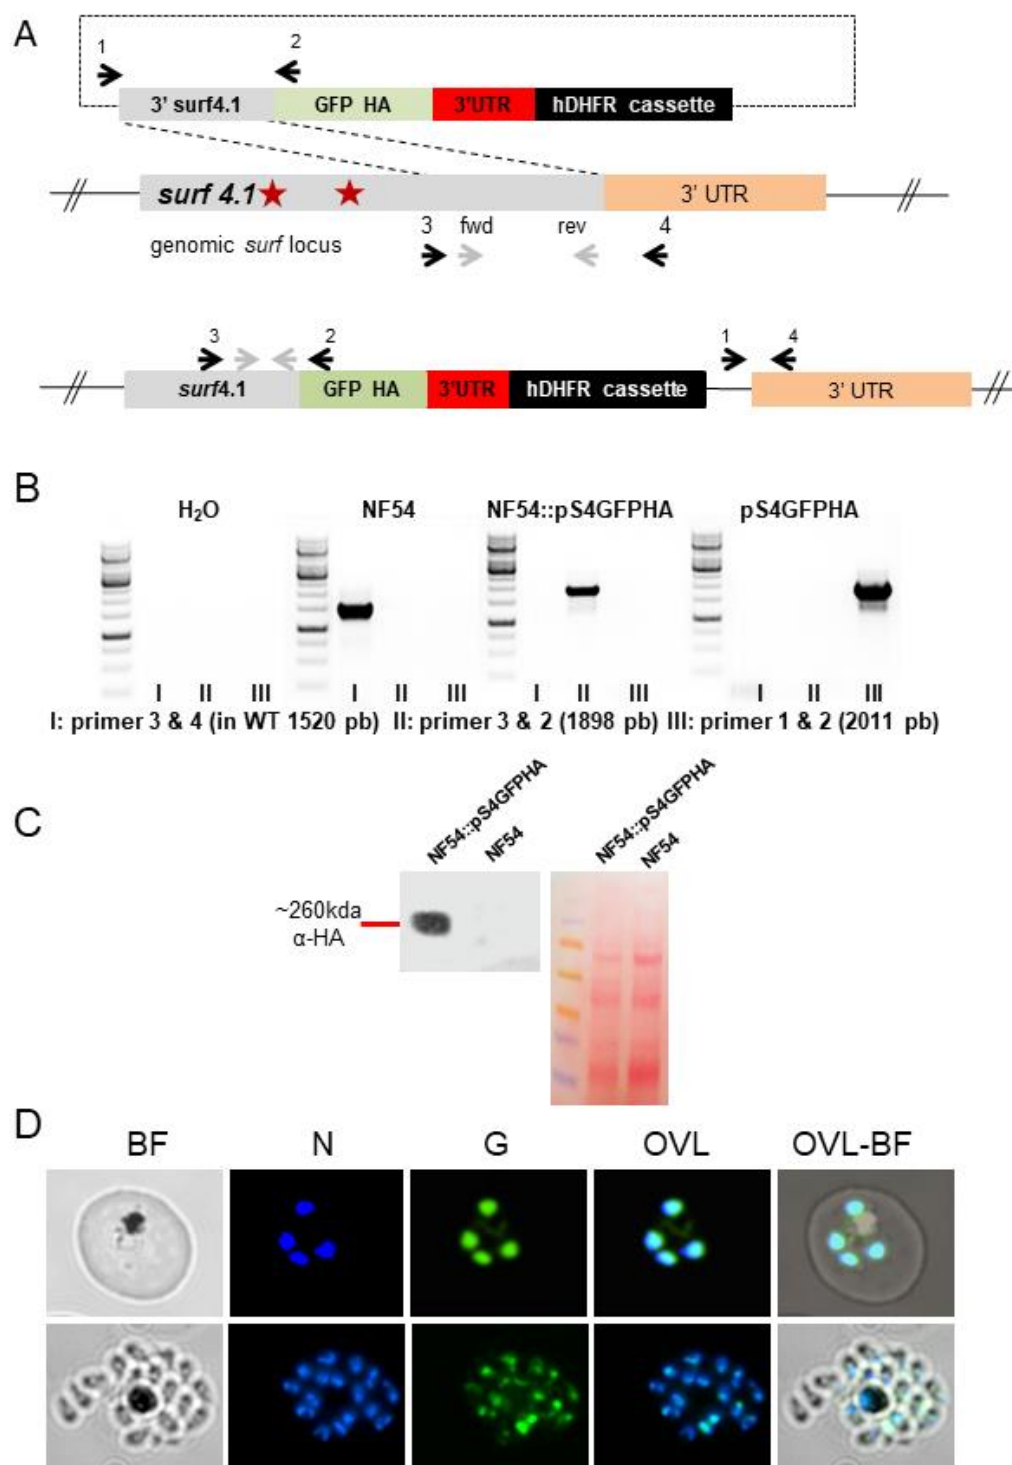 A
1
2
3' surf4.1 GFP HA 3'UTR hDHFR cassette
surf 4.1 3' UTR
genomic surf locus
3 fwd rev 4
3 2 1 4
surf4.1 GFP HA 3'UTR hDHFR cassette 3' UTR
B
H₂O NF54 NF54::pS4GFPHA pS4GFPHA
I II III I II III I II III I II III
I: primer 3 & 4 (in WT 1520 pb) II: primer 3 & 2 (1898 pb) III: primer 1 & 2 (2011 pb)
C
NF54::pS4GFPHA NF54 NF54::pS4GFPHA NF54
~260kda
α-HA
D
BF N G OVL OVL-BF